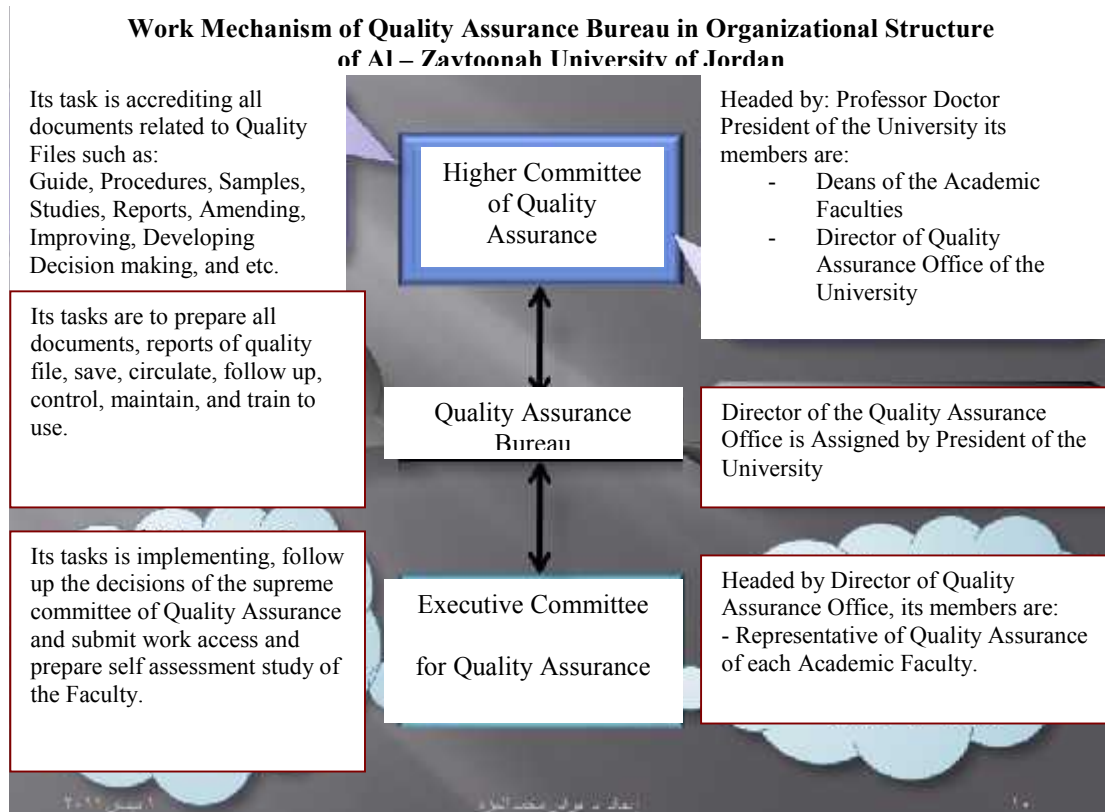 Work Mechanism of Quality Assurance Bureau in Organizational Structure
of Al – Zaytoonah University of Jordan
Its task is accrediting all
documents related to Quality
Files such as:
Guide, Procedures, Samples,
Studies, Reports, Amending,
Improving, Developing
Decision making, and etc.
Higher Committee
of Quality
Assurance
Headed by: Professor Doctor
President of the University its
members are:
- Deans of the Academic
Faculties
- Director of Quality
Assurance Office of the
University
Its tasks are to prepare all
documents, reports of quality
file, save, circulate, follow up,
control, maintain, and train to
use.
Quality Assurance
Bureau
Director of the Quality Assurance
Office is Assigned by President of the
University
Its tasks is implementing, follow
up the decisions of the supreme
committee of Quality Assurance
and submit work access and
prepare self assessment study of
the Faculty.
Executive Committee
for Quality Assurance
Headed by Director of Quality
Assurance Office, its members are:
- Representative of Quality Assurance
of each Academic Faculty.
١٠